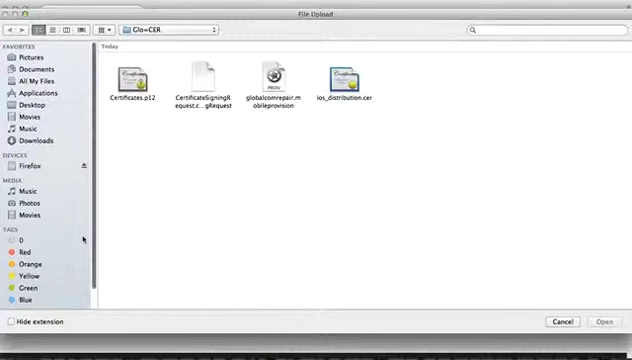 File Upload
Glo=CER
FAVORITES
Today
Pictures
Documents
All My Files
Applications
Desktop
Movies
Music
Downloads
Certificates.p12
CertificateSigningR
equest.c...gRequest
globalcomrepair.m
obileprovision
ios_distribution.cer
PROV
DEVICES
Firefox
MEDIA
Music
Photos
Movies
TAGS
0
Red
Orange
Yellow
Green
Blue
Hide extension
Cancel
Open